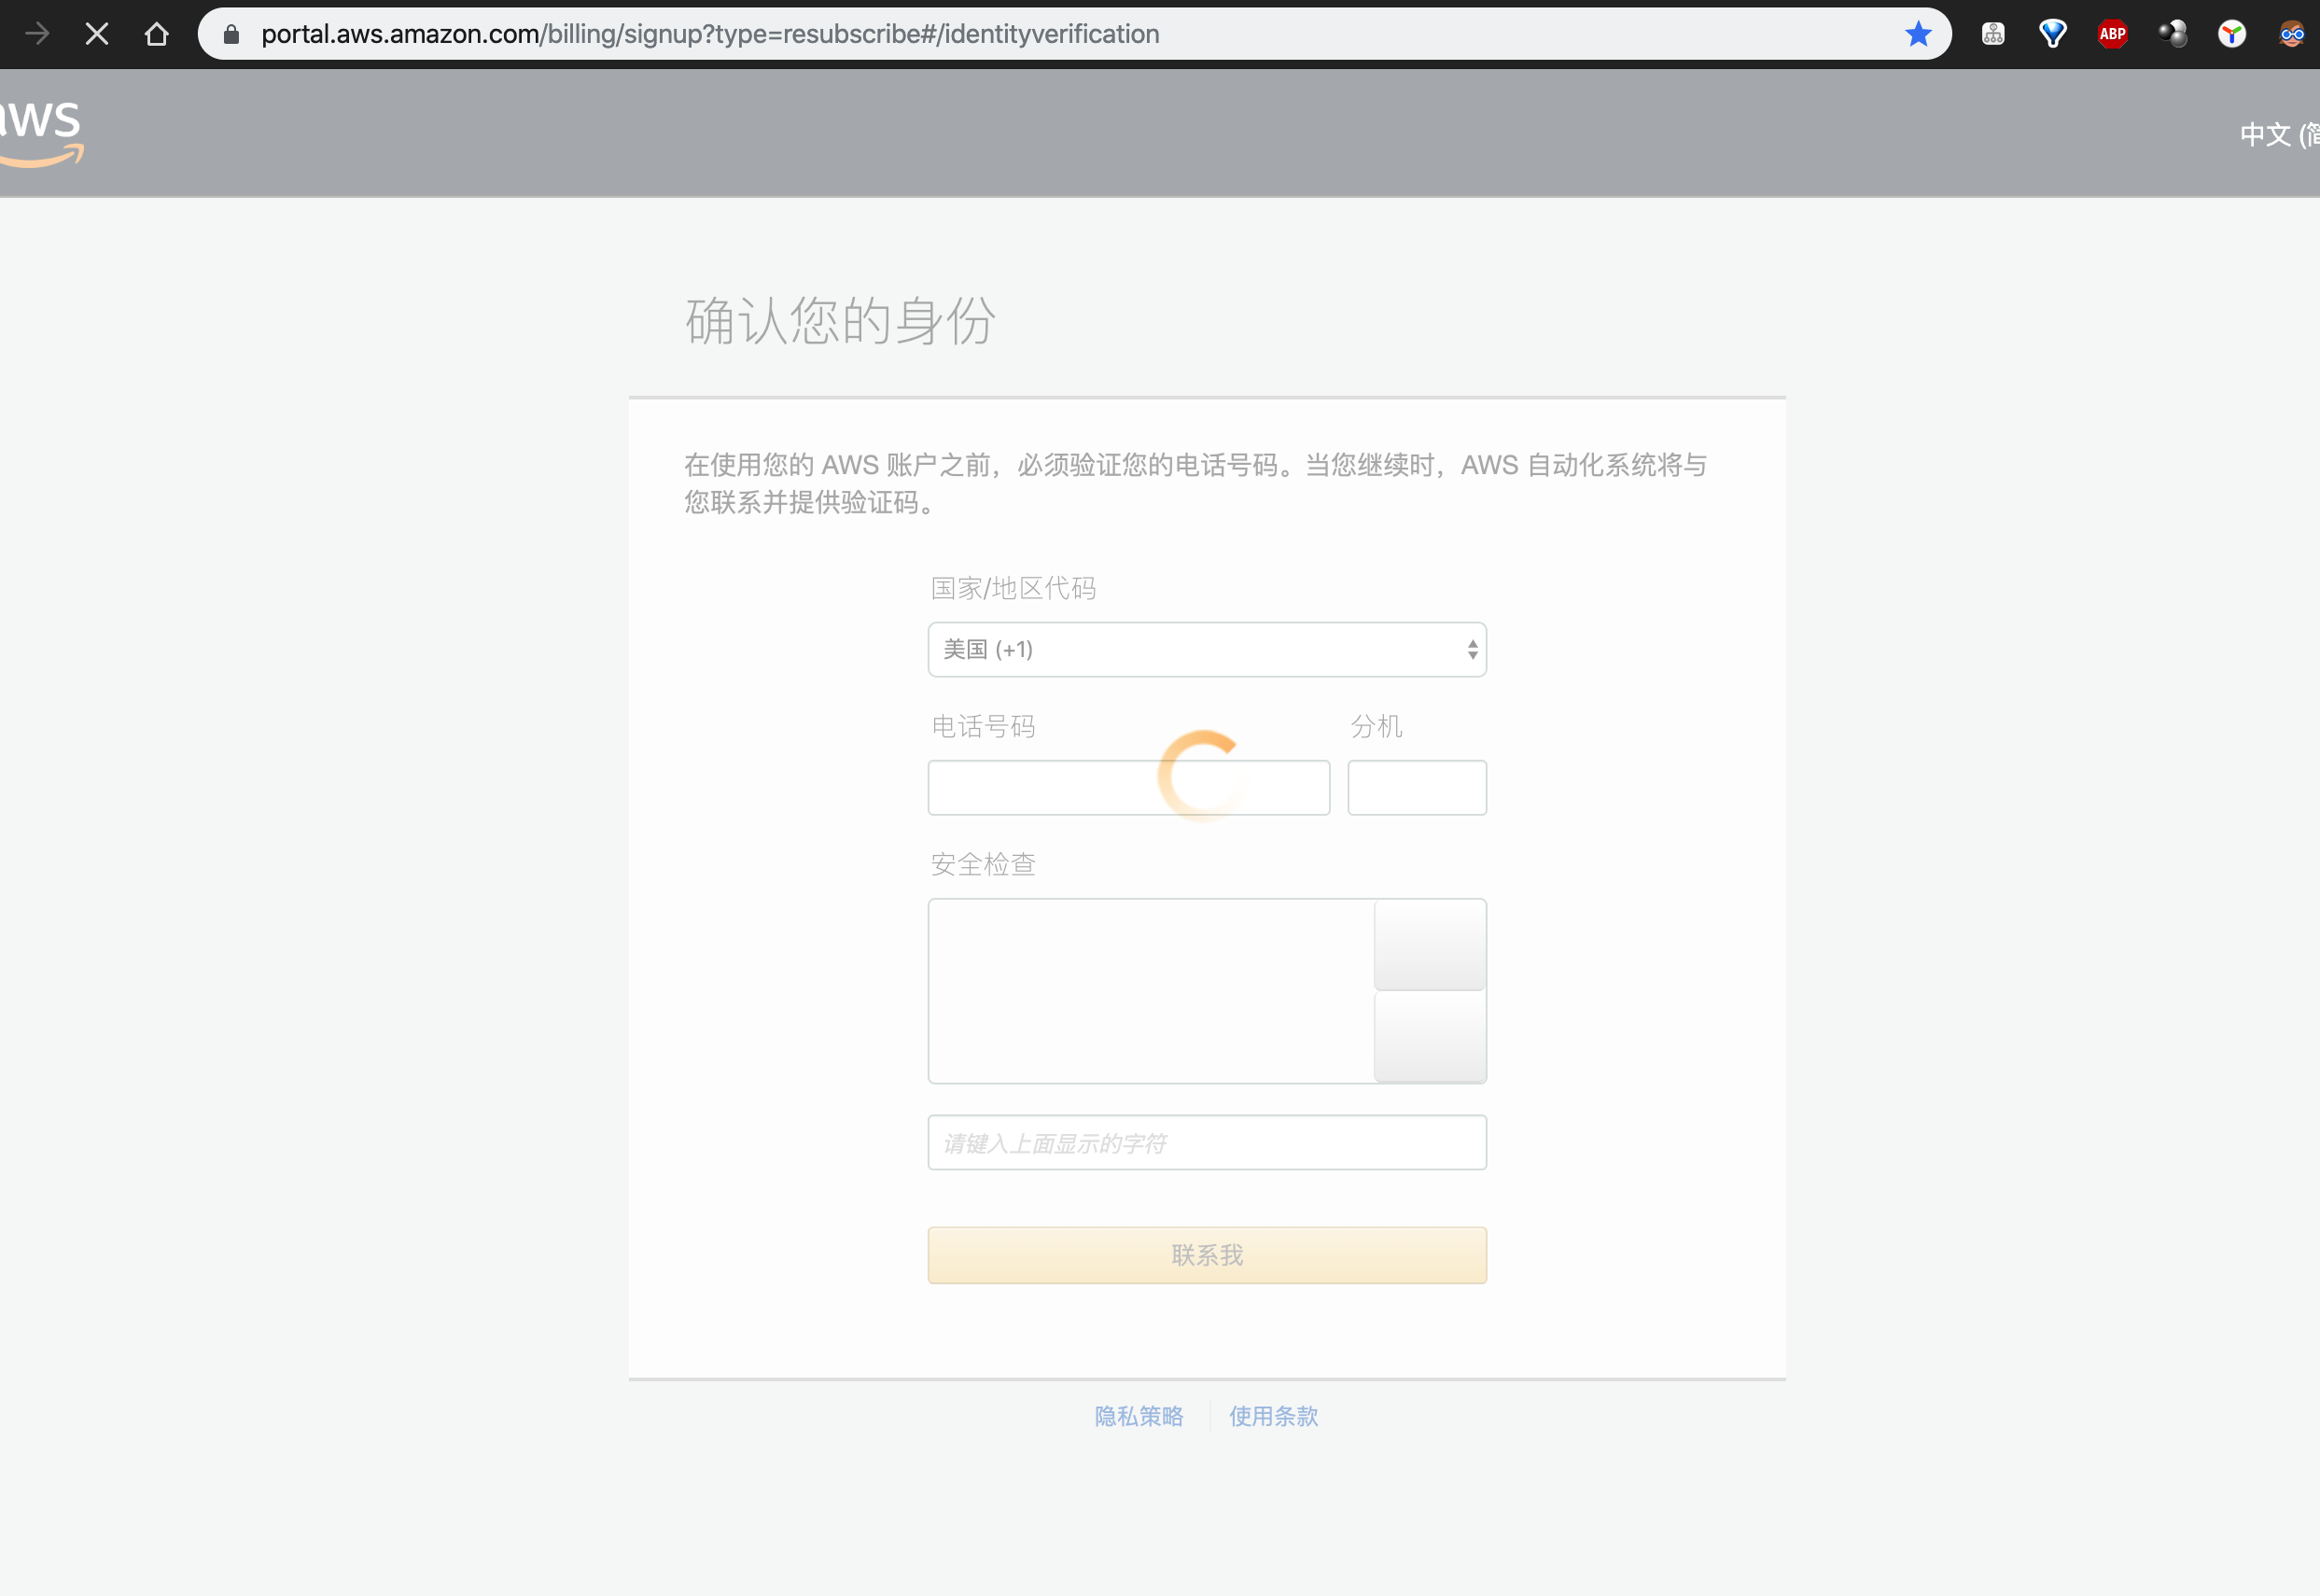 portal.aws.amazon.com/billing/signup?type=resubscribe#/identityverification
ABP
aws
中文 (简
确认您的身份
在使用您的 AWS 账户之前，必须验证您的电话号码。当您继续时，AWS 自动化系统将与
您联系并提供验证码。
国家/地区代码
美国 (+1)
电话号码
分机
安全检查
请键入上面显示的字符
联系我
隐私策略
使用条款